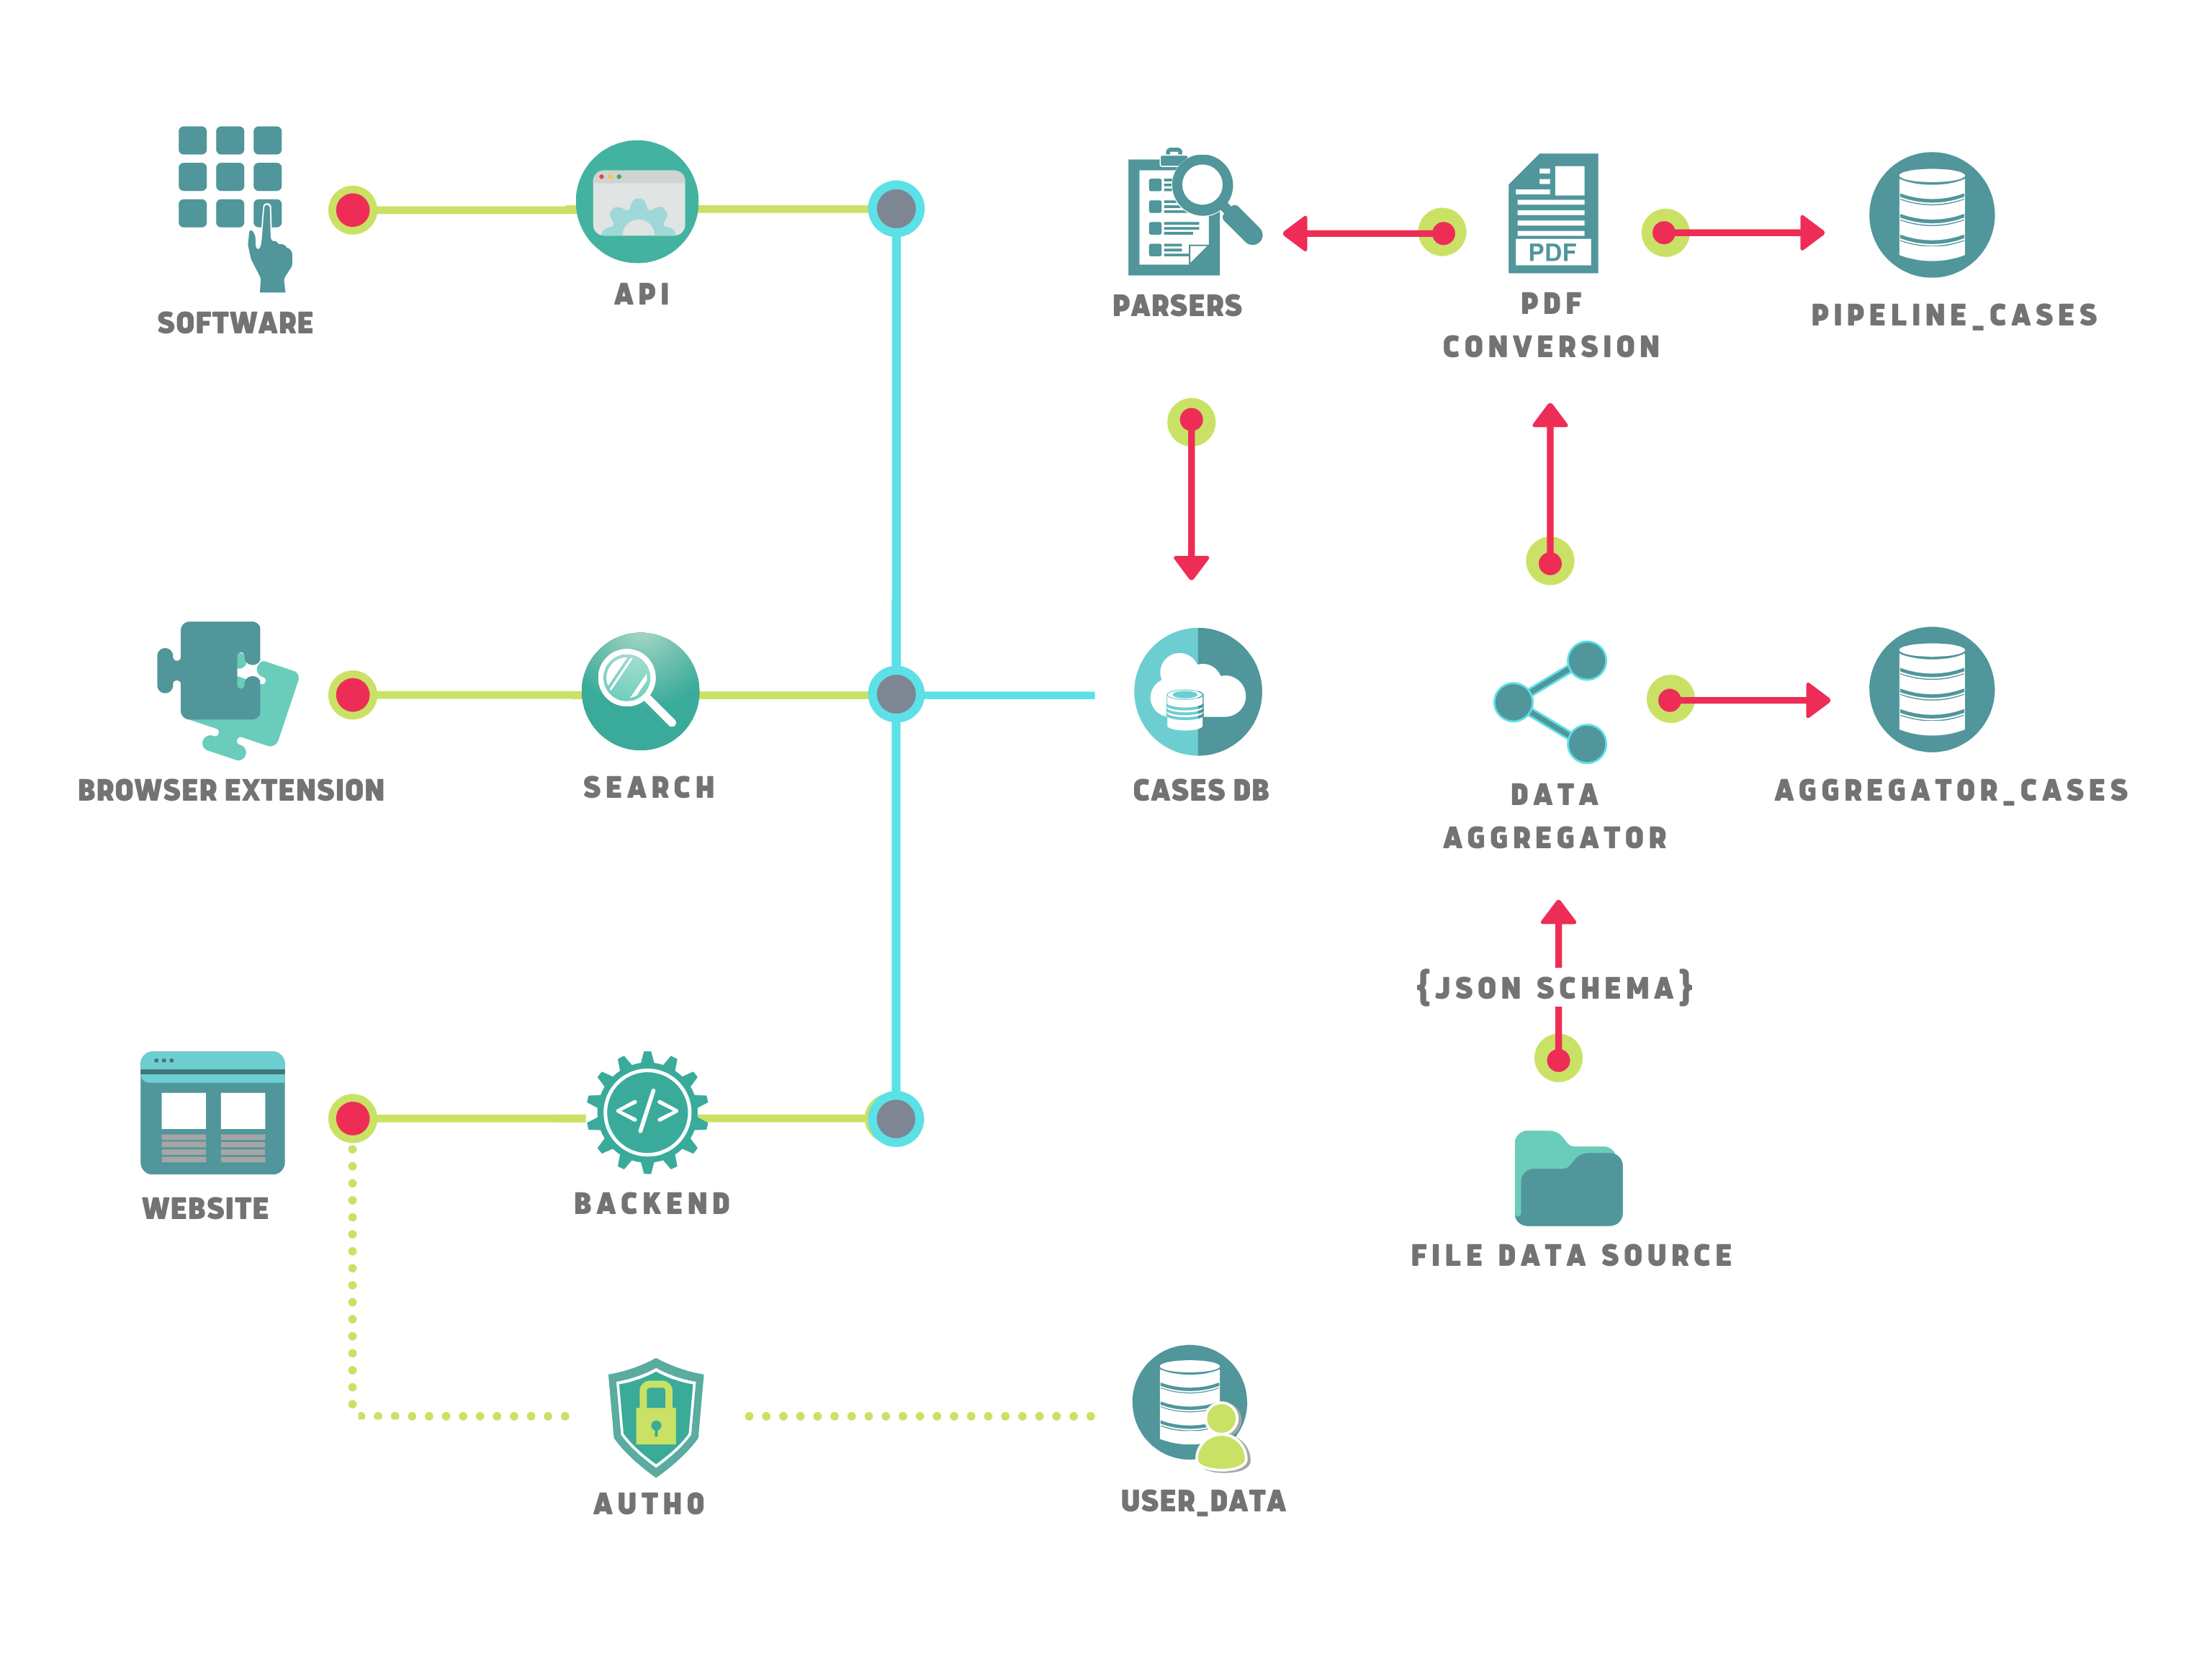 SOFTWARE
API
PARSERS
PDF
PDF
CONVERSION
PIPELINE_CASES
BROWSER EXTENSION
SEARCH
CASES DB
DATA
AGGREGATOR
AGGREGATOR_CASES
{JSON SCHEMA}
WEBSITE
</>
BACKEND
FILE DATA SOURCE
AUTHO
USER_DATA